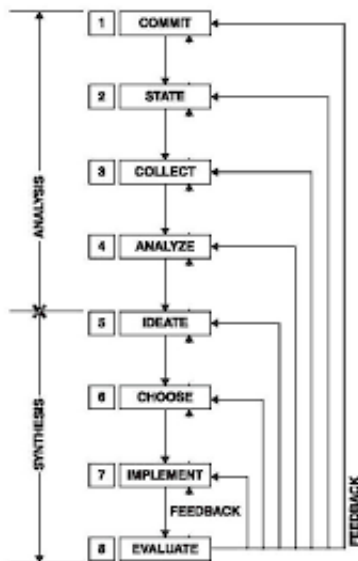 1 COMMIT
2 STATE
3 COLLECT
4 ANALYZE
5 IDEATE
6 CHOOSE
7 IMPLEMENT
FEEDBACK
8 EVALUATE
ANALYSIS
SYNTHESIS
FEEDBACK